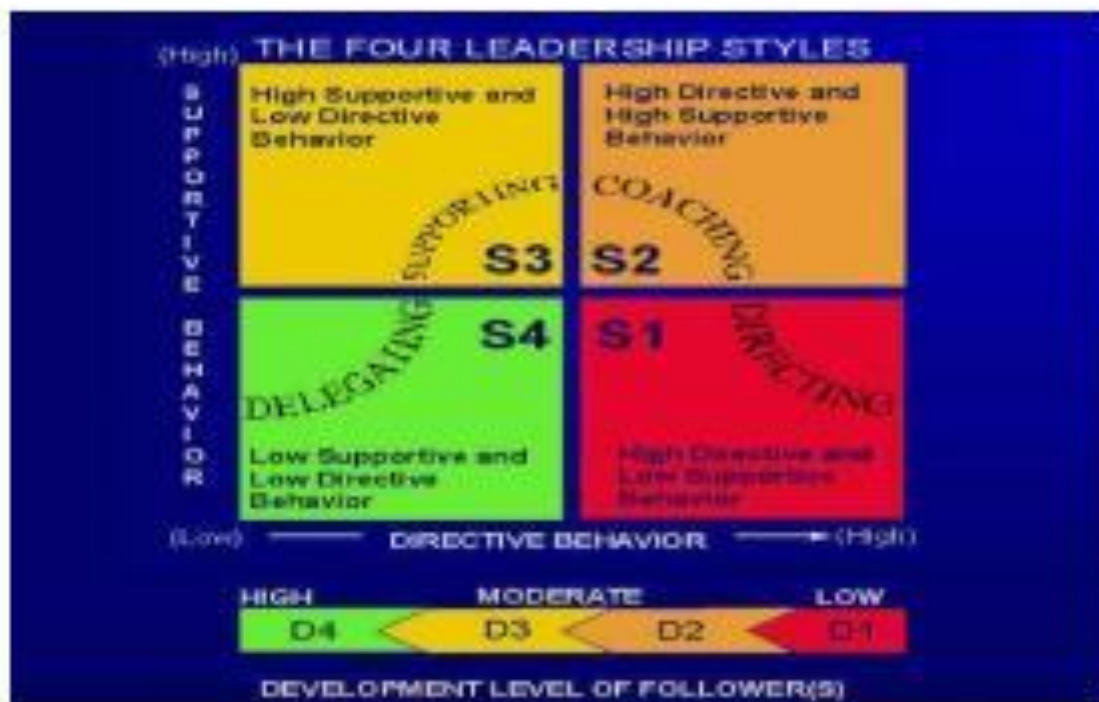 THE FOUR LEADERSHIP STYLES
(High)
SUPPORTIVE BEHAVIOR
High Supportive and
Low Directive
Behavior
SUPPORTING
S3
High Directive and
High Supportive
Behavior
COACHING
S2
S4
DELEGATING
Low Supportive and
Low Directive
Behavior
S1
DIRECTING
High Directive and
Low Supportive
Behavior
(Low)
DIRECTIVE BEHAVIOR
(High)
HIGH MODERATE LOW
D4 D3 D2 D1
DEVELOPMENT LEVEL OF FOLLOWER(S)